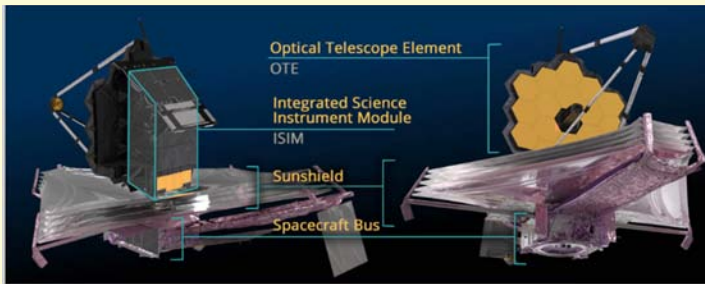 Optical Telescope Element
OTE
Integrated Science
Instrument Module
ISIM
Sunshield
Spacecraft Bus